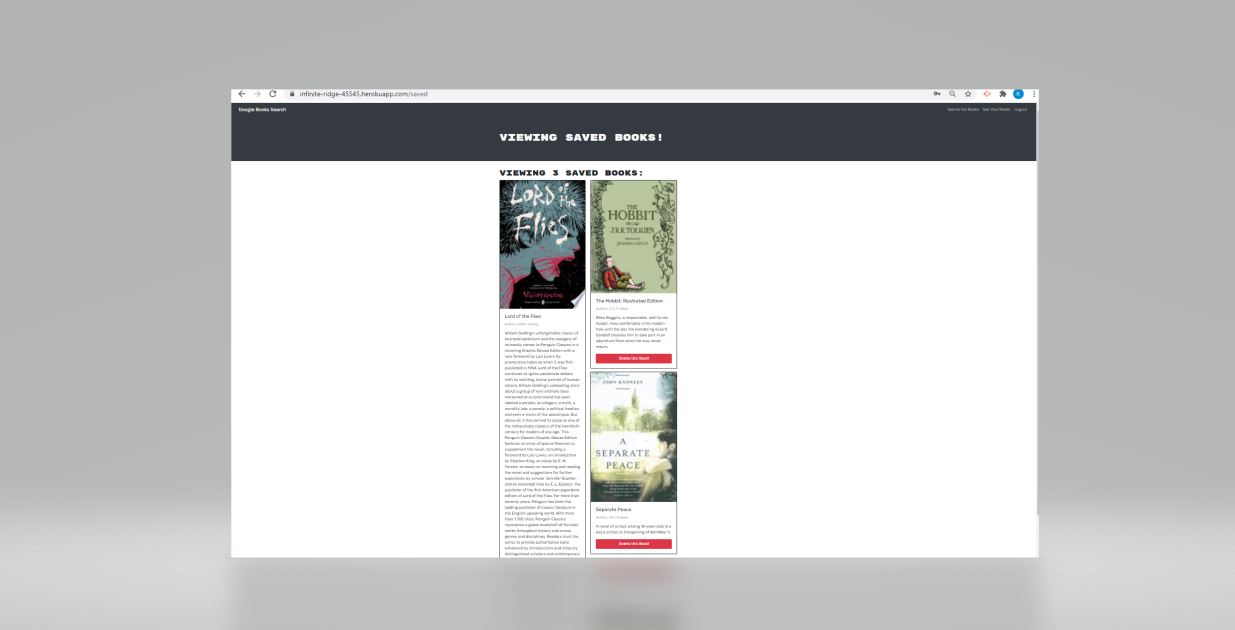 infinite-ridge-45545.herokuapp.com/saved
K
Google Books Search
Search For Books See Your Books Logout
VIEWING SAVED BOOKS!
VIEWING 3 SAVED BOOKS:
LORD of the
FLIES
Lord of the Flies
William Golding's unforgettable classic of
boyhood adventure and the savagery of
humanity comes to Penguin Classics in a
stunning Graphic Deluxe Edition with a
new foreword by Lois Lowry As
provocative today as when it was first
published in 1954, Lord of the Flies
continues to ignite passionate debate
with its startling, brutal portrait of human
nature. William Golding's compelling story
about a group of very ordinary boys
marooned on a coral island has been
labeled a parable, an allegory, a myth, a
morality tale, a parody, a political treatise,
and even a vision of the apocalypse. But
above all, it has earned its place as one of
the indisputable classics of the twentieth
century for readers of any age. This
Penguin Classics Graphic Deluxe Edition
features an array of special features to
supplement the novel, including a
foreword by Lois Lowry, an introduction
by Stephen King, an essay by E. M.
Forster, an essay on teaching and reading
the novel and suggestions for further
exploration by scholar Jennifer Buehler,
and an extended note by E. L. Epstein, the
publisher of the first American paperback
edition of Lord of the Flies. For more than
seventy years, Penguin has been the
leading publisher of classic literature in
the English-speaking world. With more
than 1,700 titles, Penguin Classics
represents a global bookshelf of the best
works throughout history and across
genres and disciplines. Readers trust the
series to provide authoritative texts
enhanced by introductions and notes by
distinguished scholars and contemporary
THE
HOBBIT
J.R.R. TOLKIEN
The Hobbit: Illustrated Edition
Bilbo Baggins, a respectable, well-to-do
hobbit, lives comfortably in his hobbit-
hole until the day the wandering wizard
Gandalf chooses him to take part in an
adventure from which he may never
return.
Delete this Book!
JOHN KNOWLES
A
SEPARATE
PEACE
Separate Peace
Authors: John Knowles
A novel of unrest among 16-year-olds in a
boy's school at the opening of World War II.
Delete this Book!